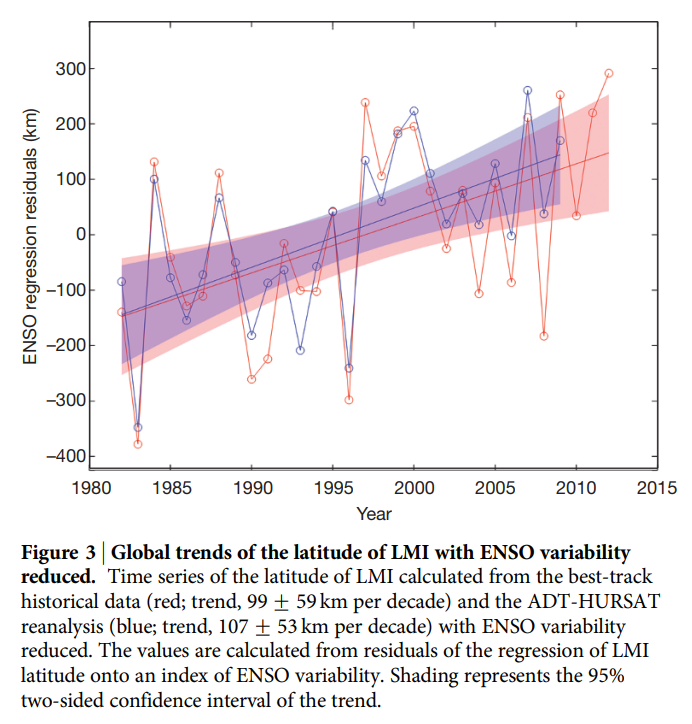 300
200
100
0
−100
−200
−300
−400
ENSO regression residuals (km)
1980 1985 1990 1995 2000 2005 2010 2015
Year
Figure 3 | Global trends of the latitude of LMI with ENSO variability
reduced. Time series of the latitude of LMI calculated from the best-track
historical data (red; trend, 99 ± 59 km per decade) and the ADT-HURSAT
reanalysis (blue; trend, 107 ± 53 km per decade) with ENSO variability
reduced. The values are calculated from residuals of the regression of LMI
latitude onto an index of ENSO variability. Shading represents the 95%
two-sided confidence interval of the trend.